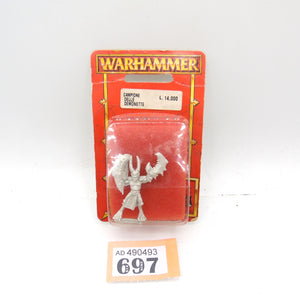 WARHAMMER
CAMPIONE
DELLE
DEMONETTE
L. 14.000
AD 490493
697